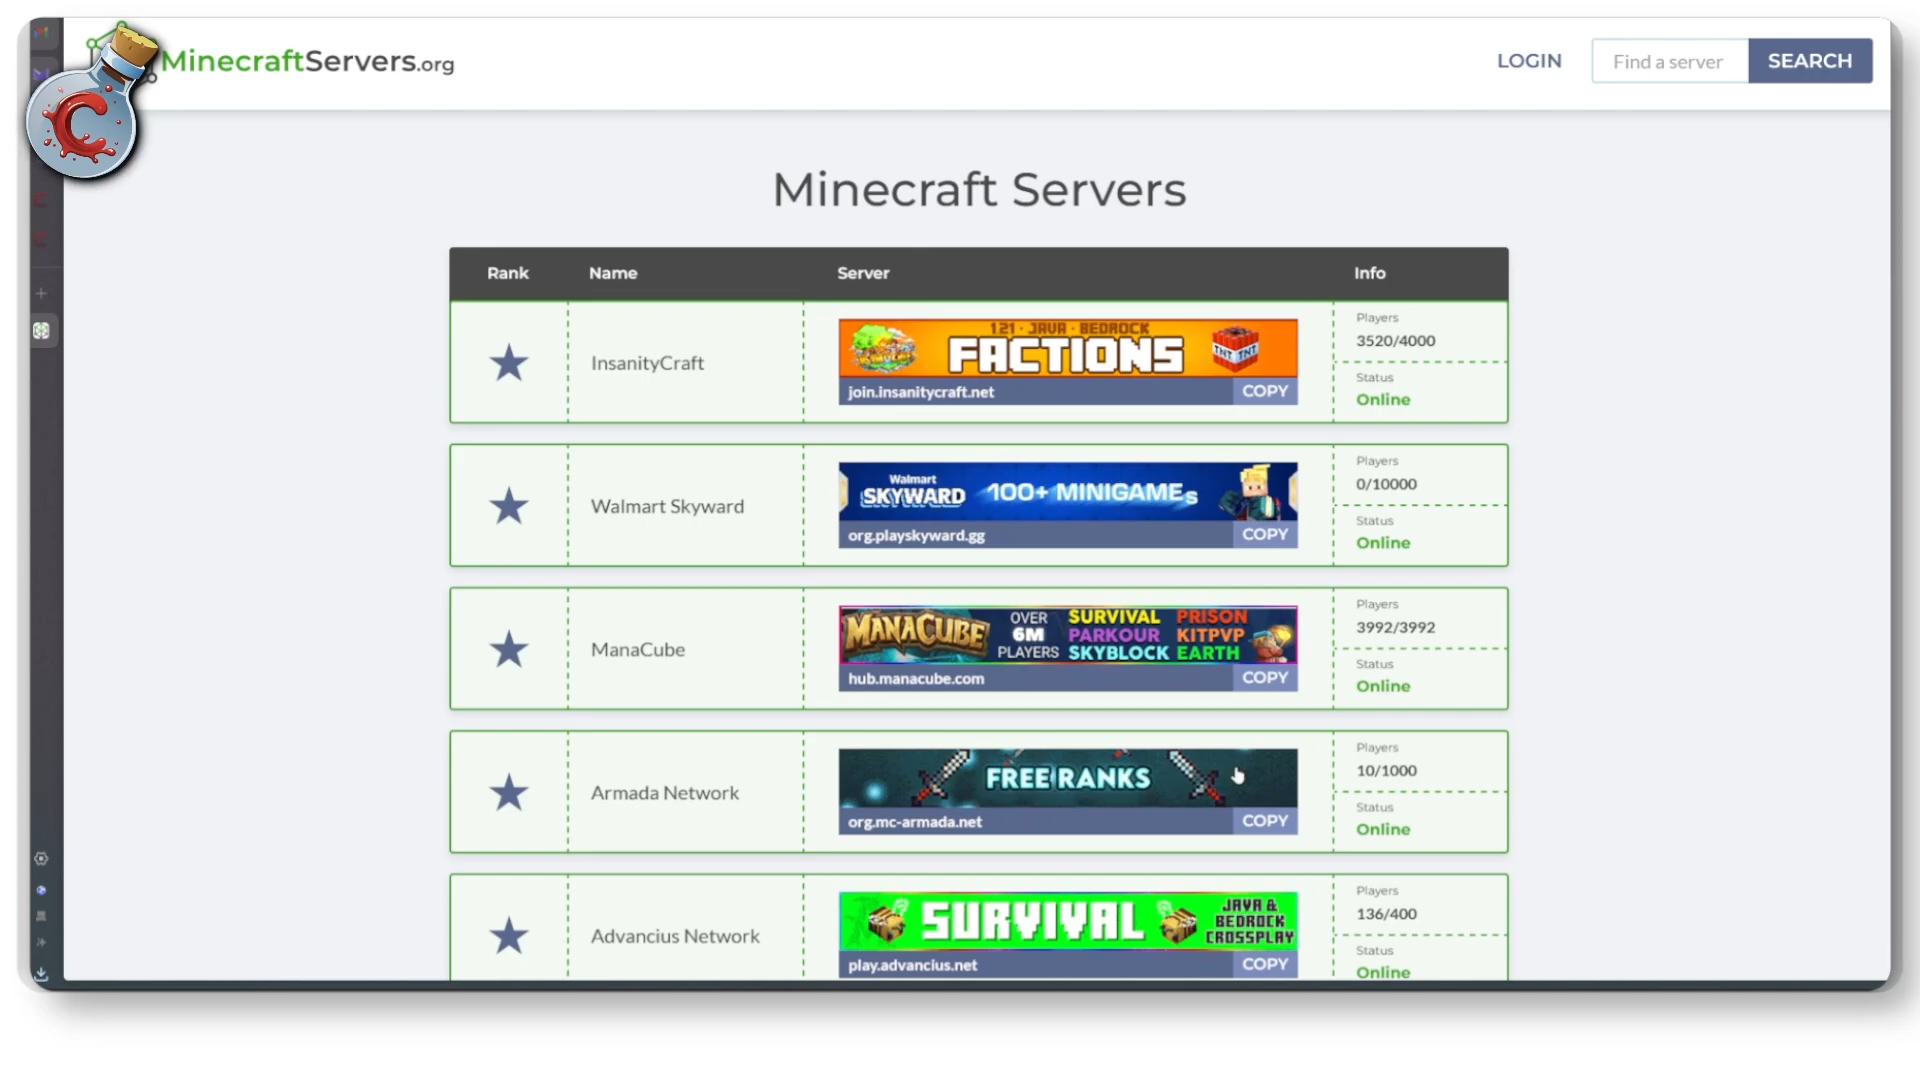 MinecraftServers.org
LOGIN
Find a server
SEARCH
Minecraft Servers
Rank Name Server Info
InsanityCraft
1.21 · JAVA · BEDROCK
FACTIONS
TNT TNT
join.insanitycraft.net COPY
Players
3520/4000
Status
Online
Walmart Skyward
Walmart
SKYWARD
100+ MINIGAMEs
org.playskyward.gg COPY
Players
0/10000
Status
Online
ManaCube
MANACUBE
OVER
6M
PLAYERS
SURVIVAL PRISON
PARKOUR KITPVP
SKYBLOCK EARTH
hub.manacube.com COPY
Players
3992/3992
Status
Online
Armada Network
FREE RANKS
org.mc-armada.net COPY
Players
10/1000
Status
Online
Advancius Network
SURVIVAL
JAVA &
BEDROCK
CROSSPLAY
play.advancius.net COPY
Players
136/400
Status
Online